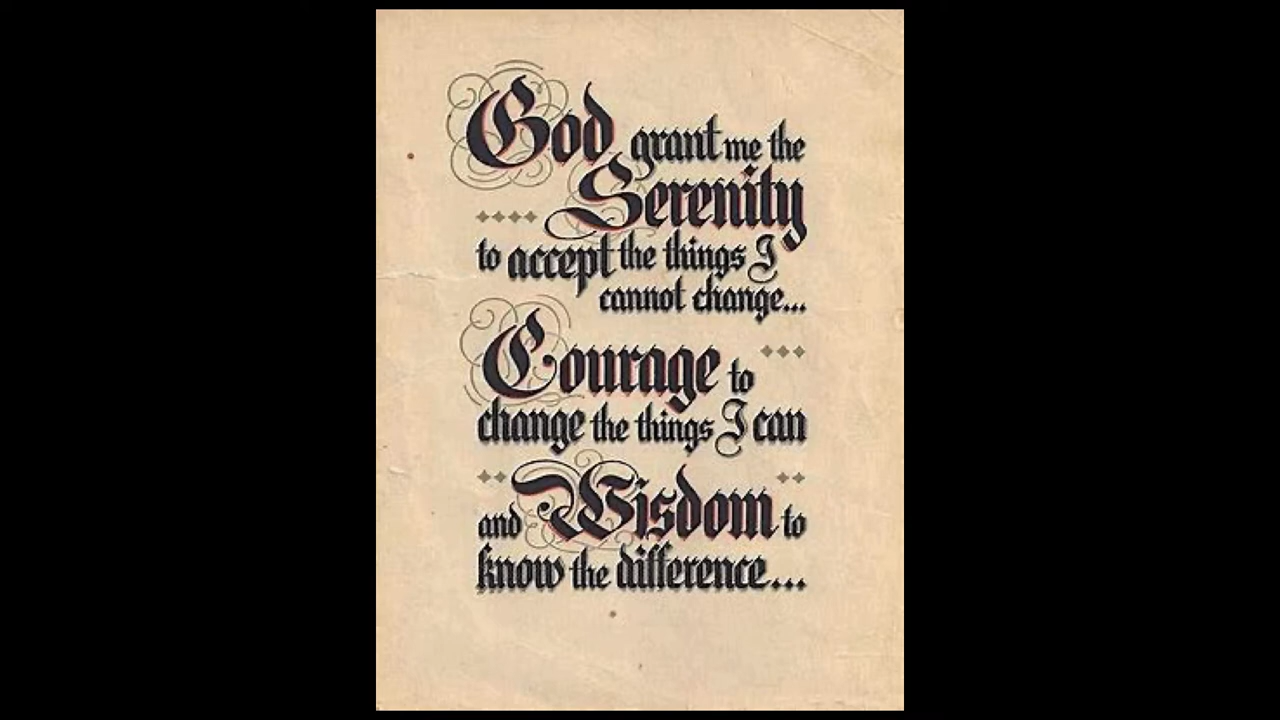 God grant me the
Serenity
to accept the things I
cannot change...
Courage to
change the things I can
and Wisdom to
know the difference...